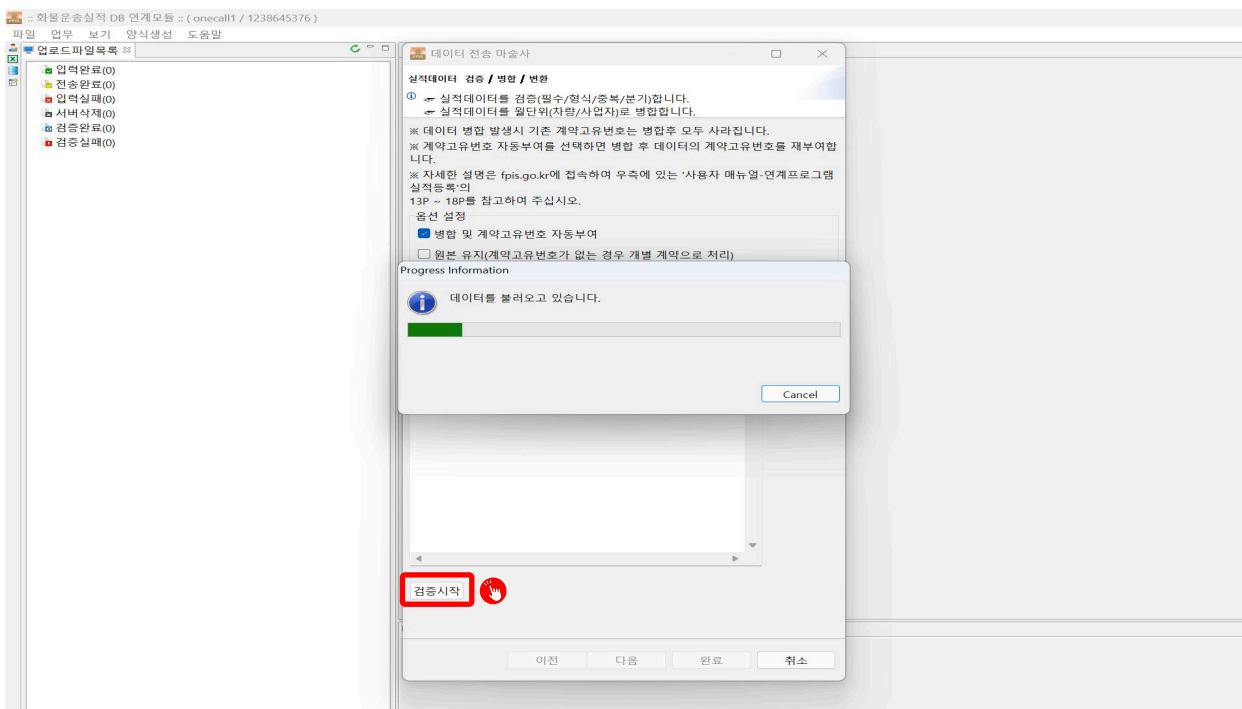 :: 화물운송실적 DB 연계모듈 :: ( onecall1 / 1238645376 )
파일 업무 보기 양식생성 도움말
업로드파일목록
입력완료(0)
전송완료(0)
입력실패(0)
서버삭제(0)
검증완료(0)
검증실패(0)
데이터 전송 마술사
실적데이터 검증 / 병합 / 변환
☞ 실적데이터를 검증(필수/형식/중복/분기)합니다.
☞ 실적데이터를 월단위(차량/사업자)로 병합합니다.
※ 데이터 병합 발생시 기존 계약고유번호는 병합후 모두 사라집니다.
※ 계약고유번호 자동부여를 선택하면 병합 후 데이터의 계약고유번호를 재부여합
니다.
※ 자세한 설명은 fpis.go.kr에 접속하여 우측에 있는 '사용자 매뉴얼-연계프로그램
실적등록'의
13P ~ 18P를 참고하여 주십시오.
옵션 설정
병합 및 계약고유번호 자동부여
원본 유지(계약고유번호가 없는 경우 개별 계약으로 처리)
Progress Information
데이터를 불러오고 있습니다.
Cancel
검증시작
이전 다음 완료 취소